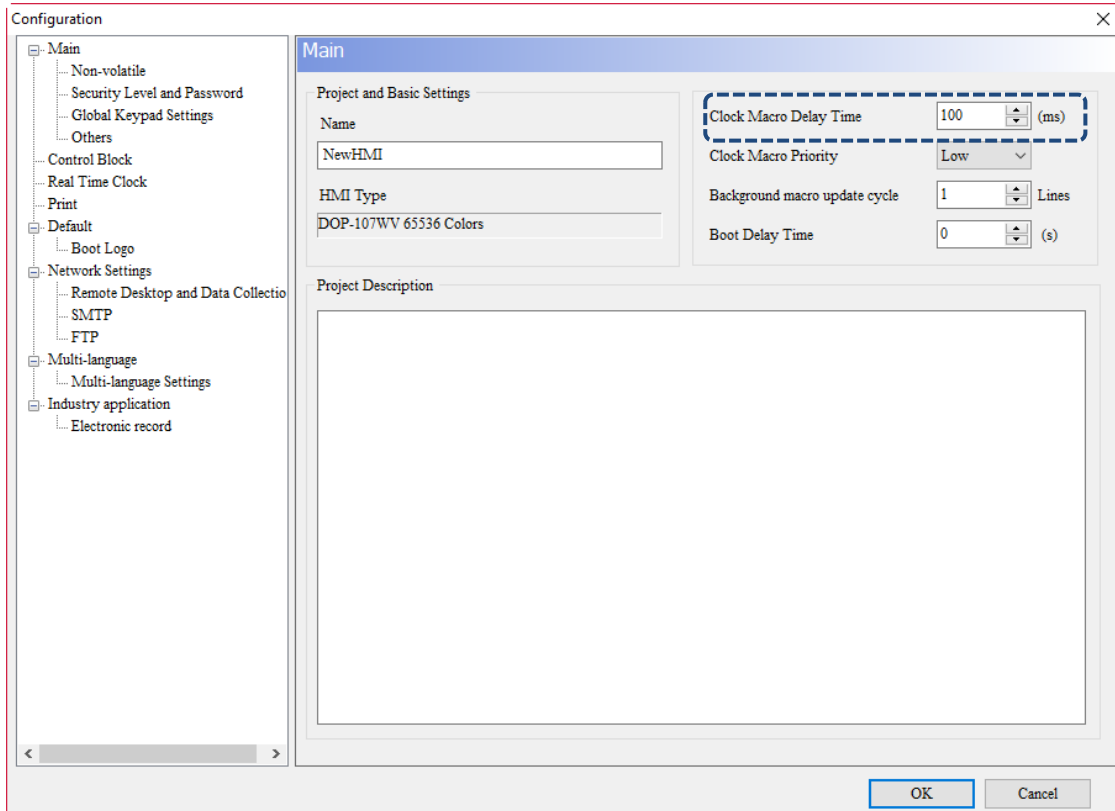 Configuration
Main
Non-volatile
Security Level and Password
Global Keypad Settings
Others
Control Block
Real Time Clock
Print
Default
Boot Logo
Network Settings
Remote Desktop and Data Collectio
SMTP
FTP
Multi-language
Multi-language Settings
Industry application
Electronic record
Main
Project and Basic Settings
Name
NewHMI
HMI Type
DOP-107WV 65536 Colors
Clock Macro Delay Time 100 (ms)
Clock Macro Priority Low
Background macro update cycle 1 Lines
Boot Delay Time 0 (s)
Project Description
OK Cancel